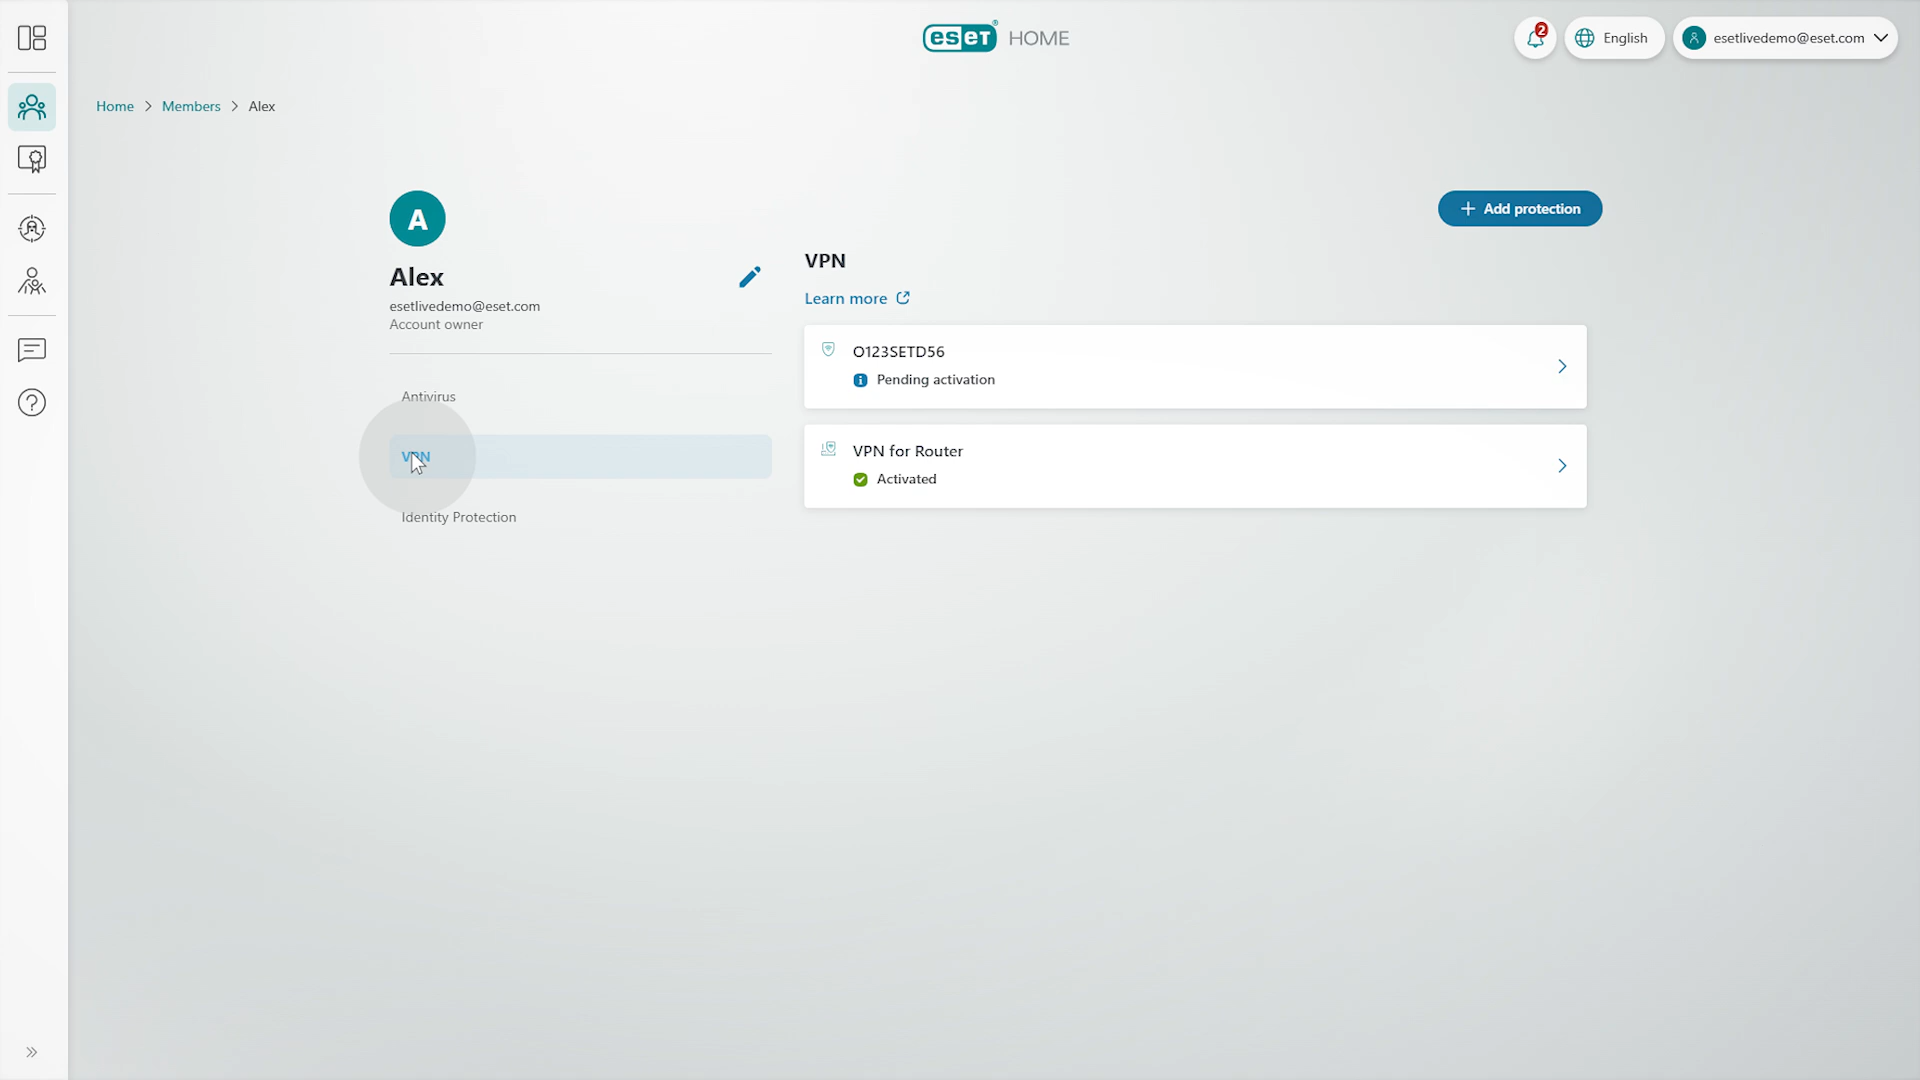 eseT® HOME
2
English
esetlivedemo@eset.com
Home > Members > Alex
A
Alex
esetlivedemo@eset.com
Account owner
Antivirus
VPN
Identity Protection
+ Add protection
VPN
Learn more
O123SETD56
Pending activation
VPN for Router
Activated